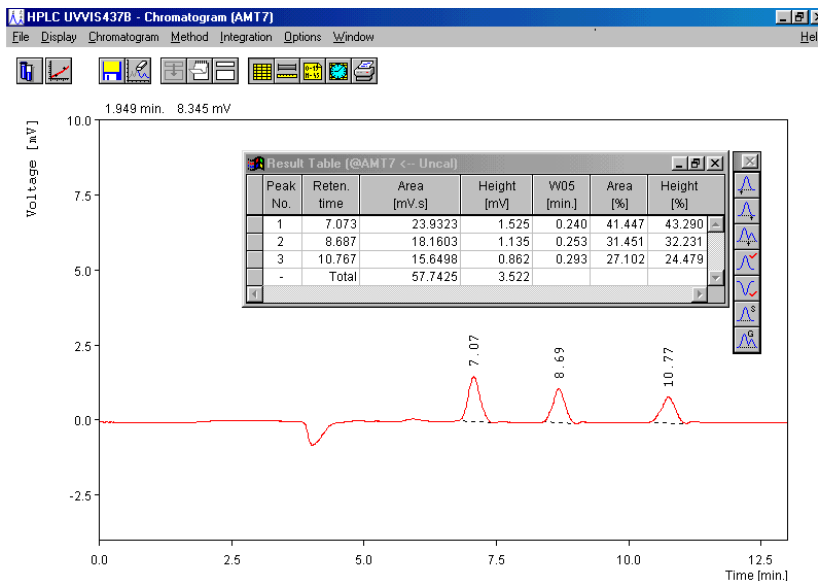 HPLC UVVIS437B - Chromatogram (AMT7)
File Display Chromatogram Method Integration Options Window Hel
1.949 min. 8.345 mV
Voltage [mV]
10.0
7.5
5.0
2.5
0.0
-2.5
Result Table (@AMT7 <-- Uncal)
Peak No. Reten. time Area [mV.s] Height [mV] W05 [min.] Area [%] Height [%]
1 7.073 23.9323 1.525 0.240 41.447 43.290
2 8.687 18.1603 1.135 0.253 31.451 32.231
3 10.767 15.6498 0.862 0.293 27.102 24.479
- Total 57.7425 3.522
S
G
7.07
8.69
10.77
0.0 2.5 5.0 7.5 10.0 12.5
Time [min.]